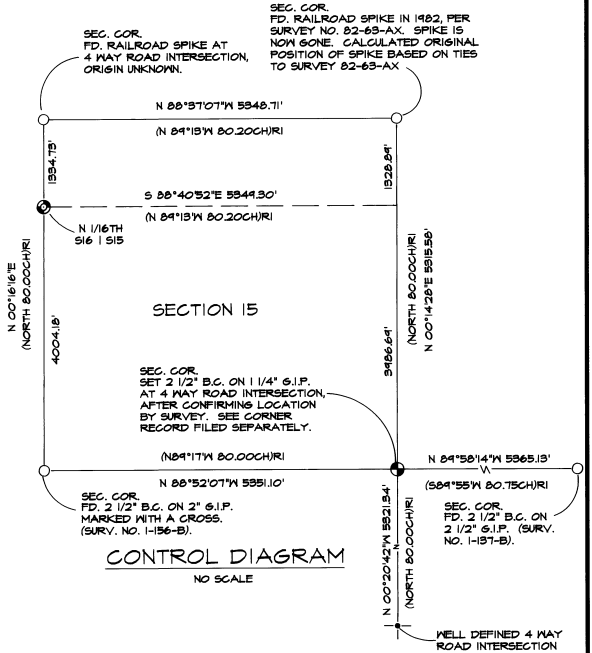 SEC. COR.
FD. RAILROAD SPIKE AT
4 WAY ROAD INTERSECTION,
ORIGIN UNKNOWN.
SEC. COR.
FD. RAILROAD SPIKE IN 1982, PER
SURVEY NO. 82-63-AX. SPIKE IS
NOW GONE. CALCULATED ORIGINAL
POSITION OF SPIKE BASED ON TIES
TO SURVEY 82-63-AX
N 88°37'07"W 5348.71'
(N 89°13'W 80.20CH)R1
1334.73'
1328.89'
S 88°40'52"E 5349.30'
(N 89°13'W 80.20CH)R1
N 1/16TH
S16 | S15
N 00°16'16"E
(NORTH 80.00CH)R1
4004.18'
SECTION 15
3986.69'
(NORTH 80.00CH)R1
N 00°14'28"E 5315.58'
SEC. COR.
SET 2 1/2" B.C. ON 1 1/4" G.I.P.
AT 4 WAY ROAD INTERSECTION,
AFTER CONFIRMING LOCATION
BY SURVEY. SEE CORNER
RECORD FILED SEPARATELY.
(N89°17'W 80.00CH)R1
N 88°52'07"W 5351.10'
N 89°58'14"W 5365.13'
(S89°55'W 80.75CH)R1
SEC. COR.
FD. 2 1/2" B.C. ON 2" G.I.P.
MARKED WITH A CROSS.
(SURV. NO. 1-156-B).
SEC. COR.
FD. 2 1/2" B.C. ON
2 1/2" G.I.P. (SURV.
NO. 1-137-B).
N 00°20'42"W 5321.34'
(NORTH 80.00CH)R1
CONTROL DIAGRAM
NO SCALE
WELL DEFINED 4 WAY
ROAD INTERSECTION